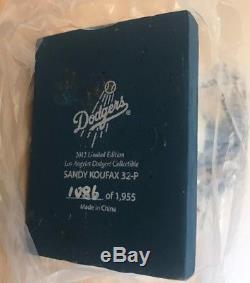 Dodgers
2012 Limited Edition
Los Angeles Dodgers Collectible
SANDY KOUFAX 32-P
1086 of 1,955
Made in China